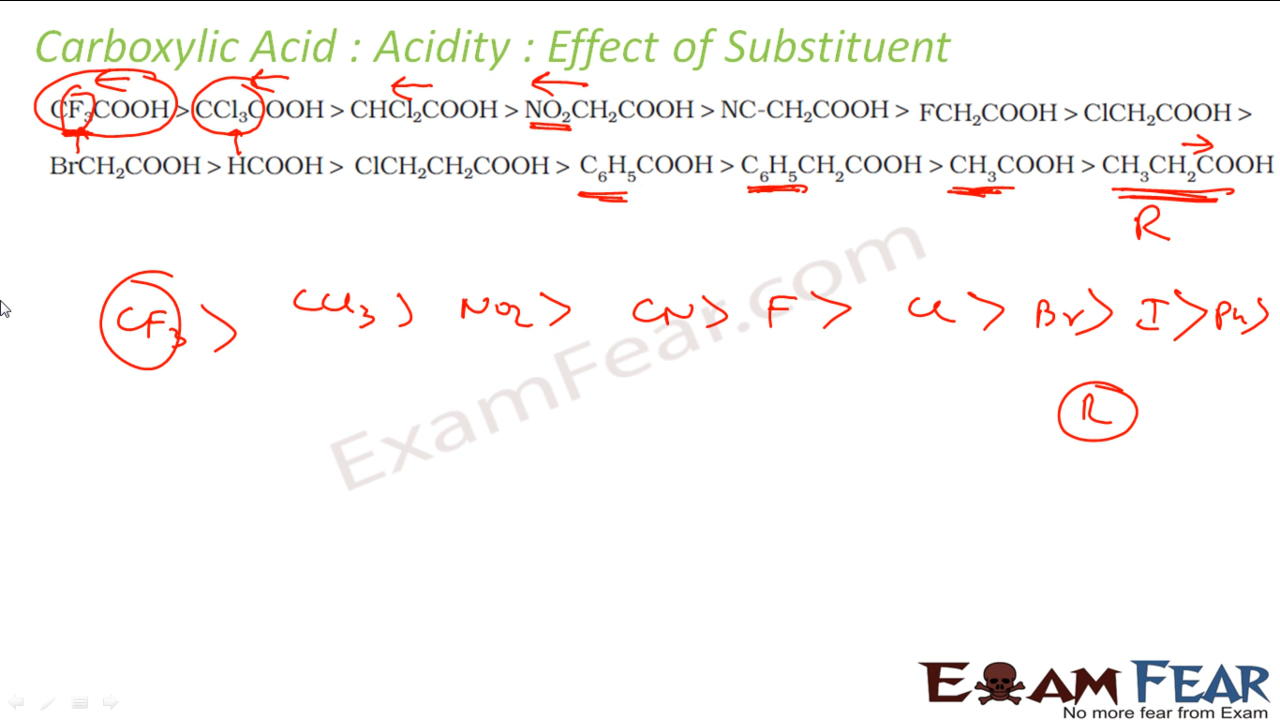 Carboxylic Acid : Acidity : Effect of Substituent
CF₃COOH > CCl₃COOH > CHCl₂COOH > NO₂CH₂COOH > NC-CH₂COOH > FCH₂COOH > ClCH₂COOH >
BrCH₂COOH > HCOOH > ClCH₂CH₂COOH > C₆H₅COOH > C₆H₅CH₂COOH > CH₃COOH > CH₃CH₂COOH
R
CF₃ > CCl₃ > NO₂ > CN > F > Cl > Br > I > Ph >
R
ExamFear.com
EXAM FEAR
No more fear from Exam